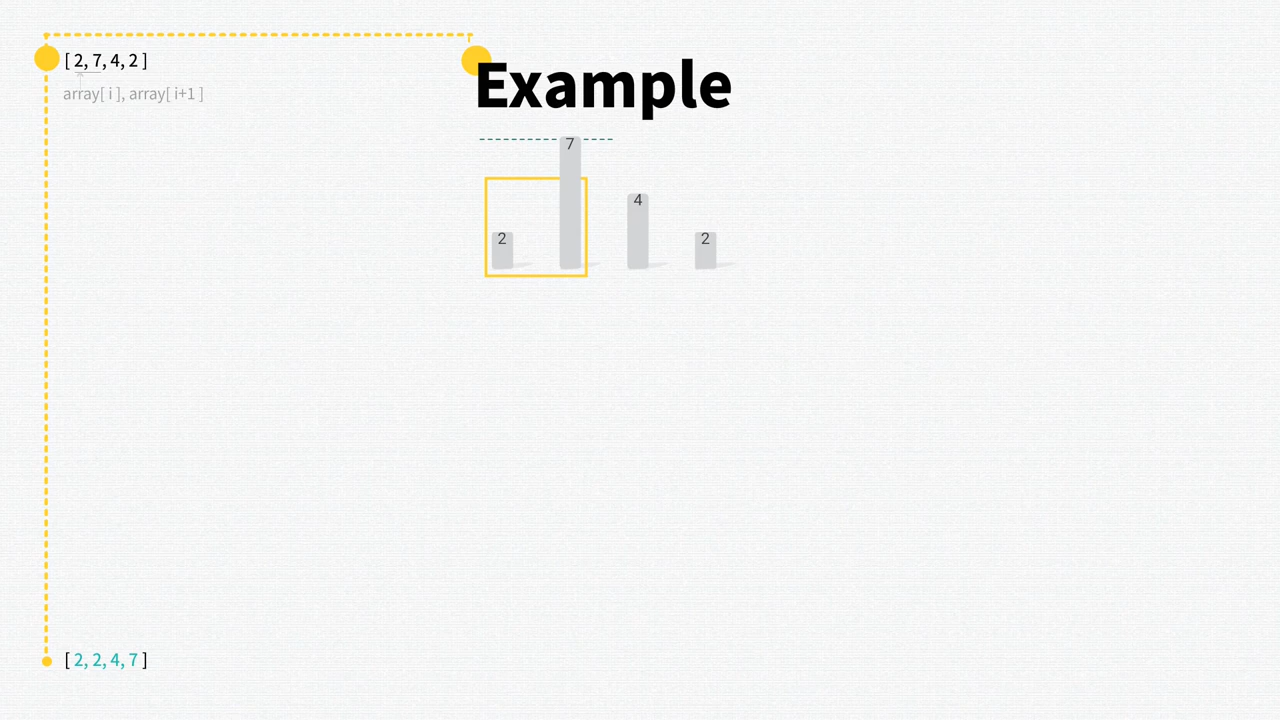 [ 2, 7, 4, 2 ]
array[ i ], array[ i+1 ]
Example
7
4
2
2
[ 2, 2, 4, 7 ]